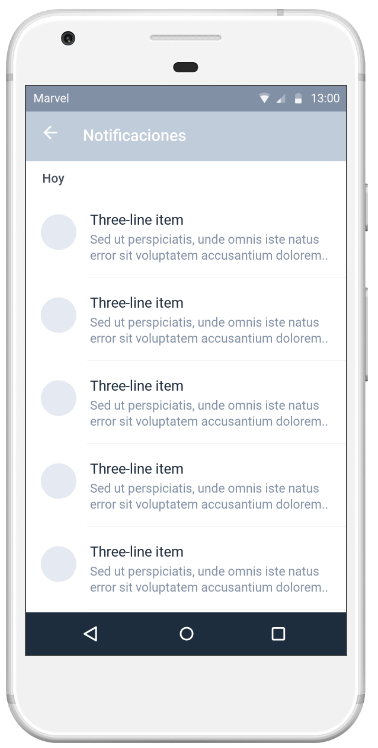 Marvel 13:00
Notificaciones
Hoy
Three-line item
Sed ut perspiciatis, unde omnis iste natus
error sit voluptatem accusantium dolorem..
Three-line item
Sed ut perspiciatis, unde omnis iste natus
error sit voluptatem accusantium dolorem..
Three-line item
Sed ut perspiciatis, unde omnis iste natus
error sit voluptatem accusantium dolorem..
Three-line item
Sed ut perspiciatis, unde omnis iste natus
error sit voluptatem accusantium dolorem..
Three-line item
Sed ut perspiciatis, unde omnis iste natus
error sit voluptatem accusantium dolorem..